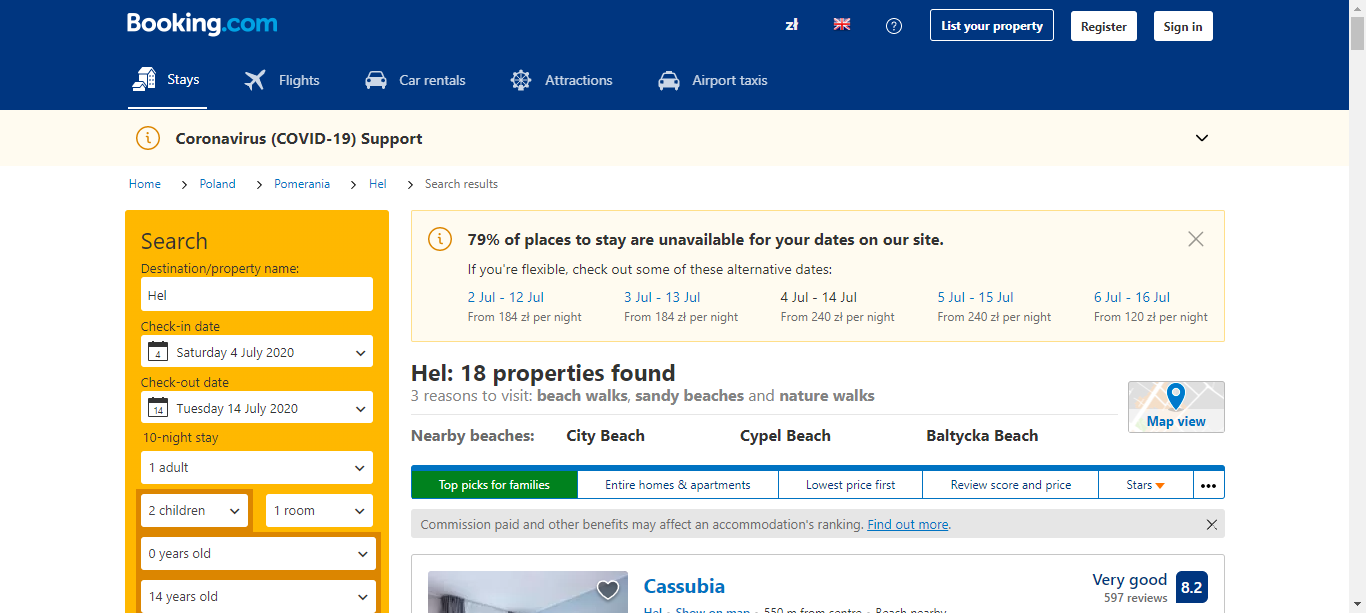 Booking.com
zł
List your property
Register
Sign in
Stays
Flights
Car rentals
Attractions
Airport taxis
Coronavirus (COVID-19) Support
Home > Poland > Pomerania > Hel > Search results
Search
Destination/property name:
Hel
Check-in date
4
Saturday 4 July 2020
Check-out date
14
Tuesday 14 July 2020
10-night stay
1 adult
2 children
1 room
0 years old
14 years old
79% of places to stay are unavailable for your dates on our site.
If you're flexible, check out some of these alternative dates:
2 Jul - 12 Jul
From 184 zł per night
3 Jul - 13 Jul
From 184 zł per night
4 Jul - 14 Jul
From 240 zł per night
5 Jul - 15 Jul
From 240 zł per night
6 Jul - 16 Jul
From 120 zł per night
Hel: 18 properties found
3 reasons to visit: beach walks, sandy beaches and nature walks
Map view
Nearby beaches: City Beach Cypel Beach Baltycka Beach
Top picks for families
Entire homes & apartments
Lowest price first
Review score and price
Stars
Commission paid and other benefits may affect an accommodation's ranking. Find out more.
Cassubia
Very good
597 reviews
8.2
Hel · Show on map · 550 m from centre · Beach nearby